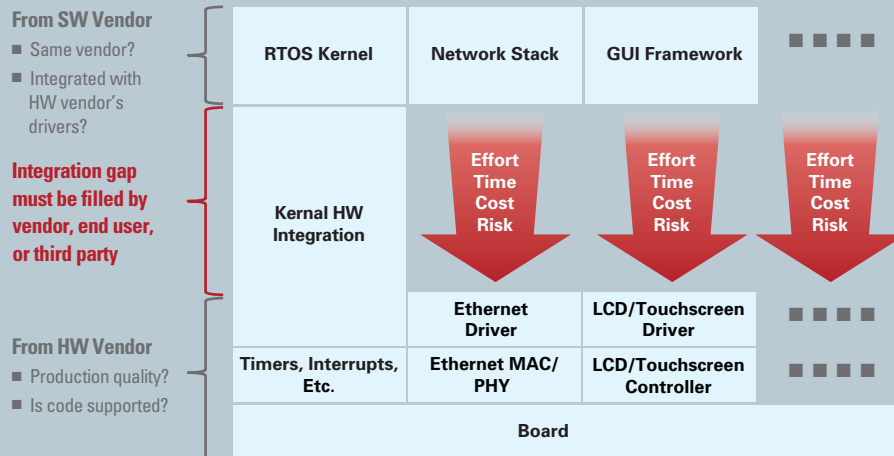 From SW Vendor
■ Same vendor?
■ Integrated with
HW vendor's
drivers?
Integration gap
must be filled by
vendor, end user,
or third party
From HW Vendor
■ Production quality?
■ Is code supported?
RTOS Kernel
Network Stack
GUI Framework
Kernal HW
Integration
Effort
Time
Cost
Risk
Effort
Time
Cost
Risk
Effort
Time
Cost
Risk
Ethernet
Driver
LCD/Touchscreen
Driver
Timers, Interrupts,
Etc.
Ethernet MAC/
PHY
LCD/Touchscreen
Controller
Board